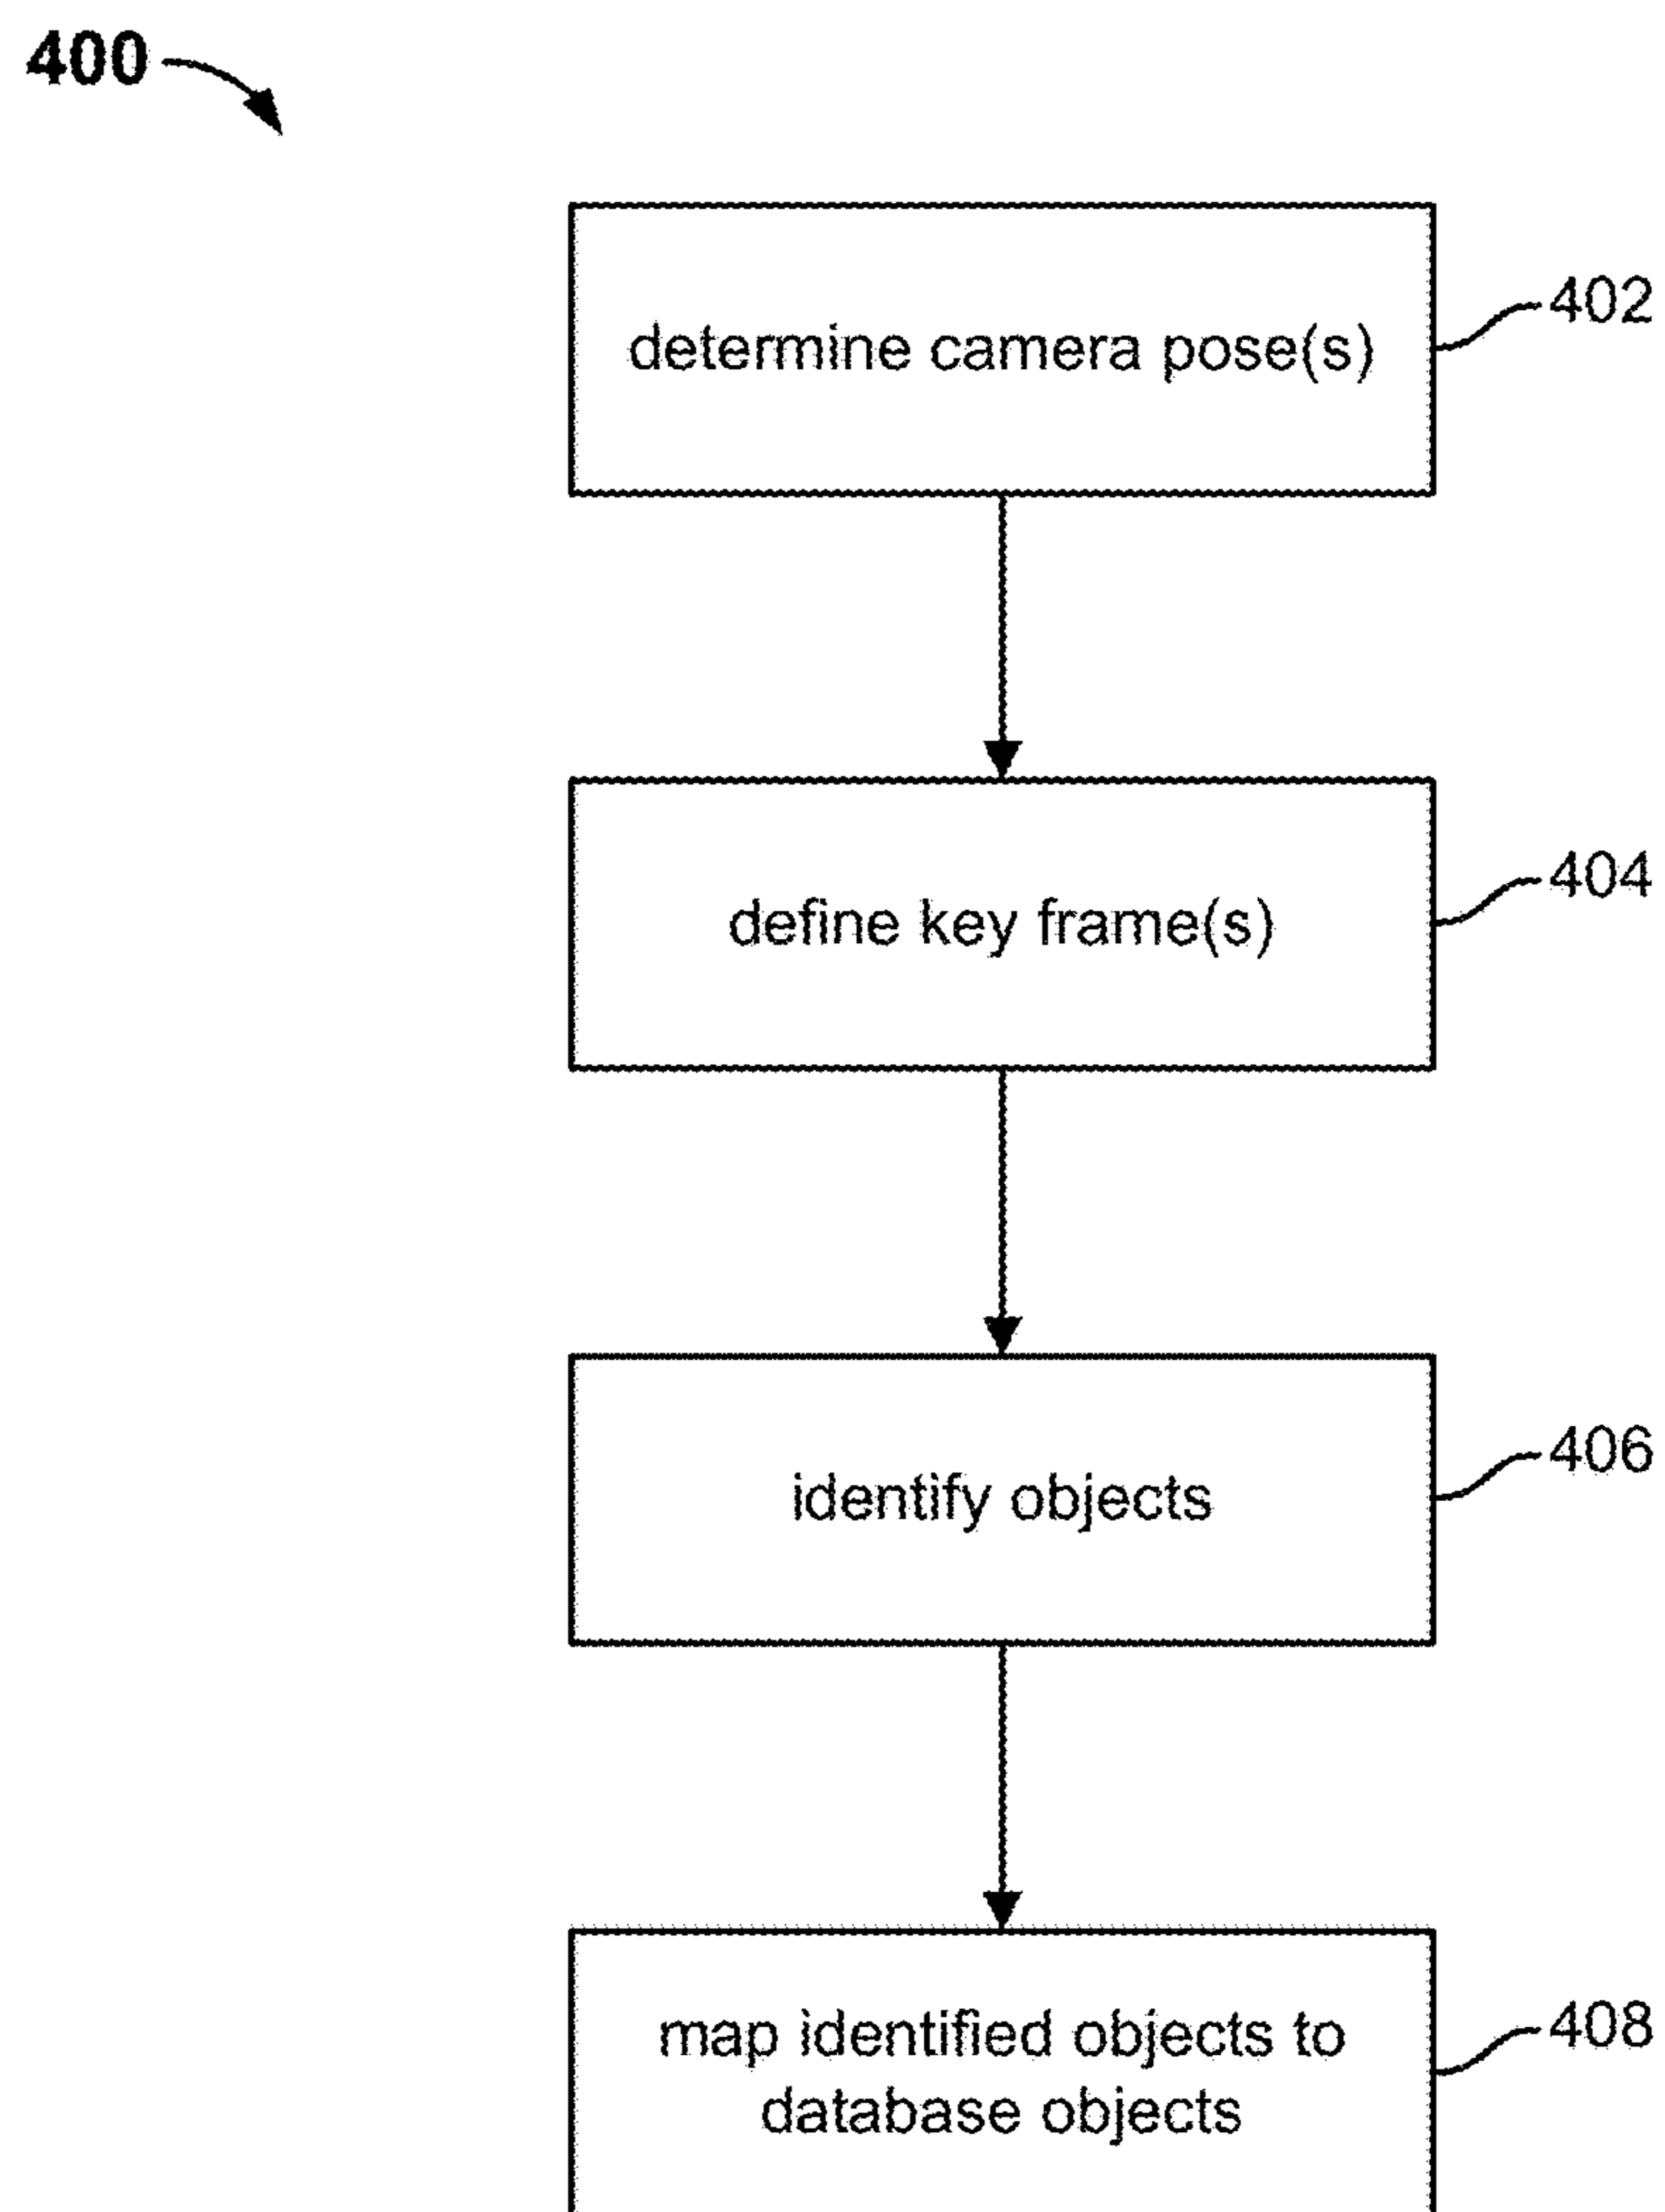 400
determine camera pose(s)
402
define key frame(s)
404
identify objects
406
map identified objects to
database objects
408